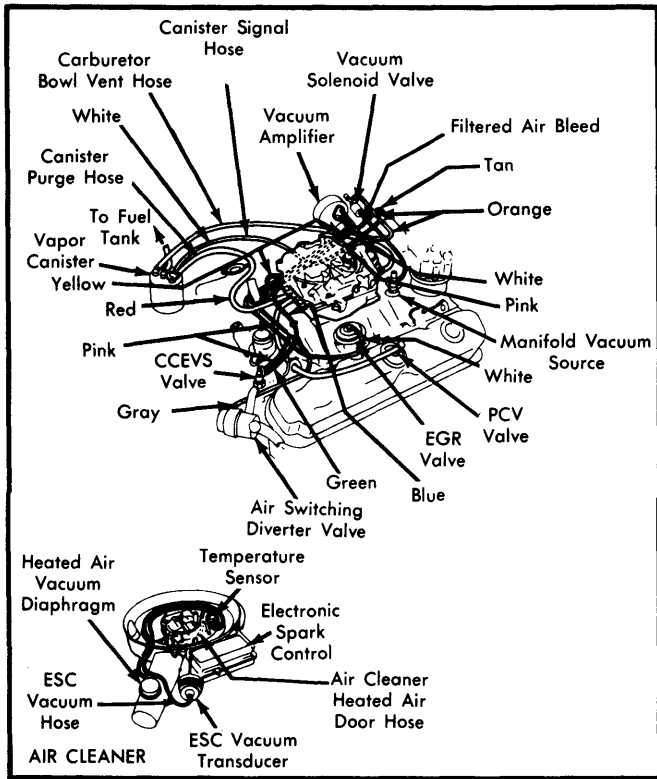 Canister Signal
Hose
Carburetor
Bowl Vent Hose
Vacuum
Solenoid Valve
White
Vacuum
Amplifier
Filtered Air Bleed
Canister
Purge Hose
Tan
To Fuel
Tank
Orange
Vapor
Canister
Yellow
White
Red
Pink
Pink
Manifold Vacuum
Source
CCEVS
Valve
White
Gray
PCV
Valve
EGR
Valve
Green
Blue
Air Switching
Diverter Valve
Heated Air
Vacuum
Diaphragm
Temperature
Sensor
Electronic
Spark
Control
ESC
Vacuum
Hose
Air Cleaner
Heated Air
Door Hose
ESC Vacuum
Transducer
AIR CLEANER